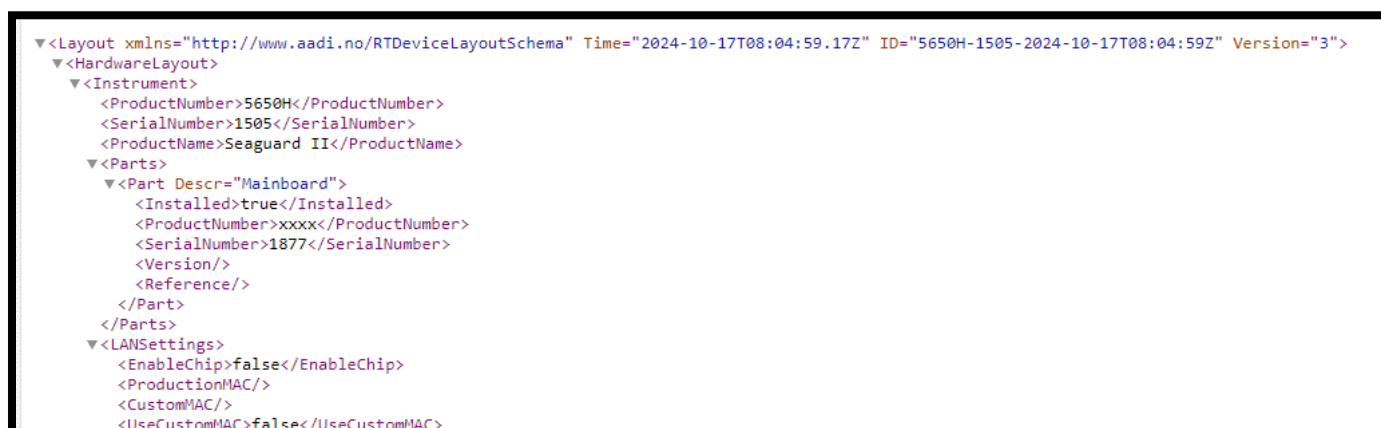 ▼<Layout xmlns="http://www.aadi.no/RTDeviceLayoutSchema" Time="2024-10-17T08:04:59.17Z" ID="5650H-1505-2024-10-17T08:04:59Z" Version="3">
▼<HardwareLayout>
▼<Instrument>
<ProductNumber>5650H</ProductNumber>
<SerialNumber>1505</SerialNumber>
<ProductName>Seaguard II</ProductName>
▼<Parts>
▼<Part Descr="Mainboard">
<Installed>true</Installed>
<ProductNumber>xxxx</ProductNumber>
<SerialNumber>1877</SerialNumber>
<Version/>
<Reference/>
</Part>
</Parts>
▼<LANSettings>
<EnableChip>false</EnableChip>
<ProductionMAC/>
<CustomMAC/>
<UseCustomMAC>false</UseCustomMAC>